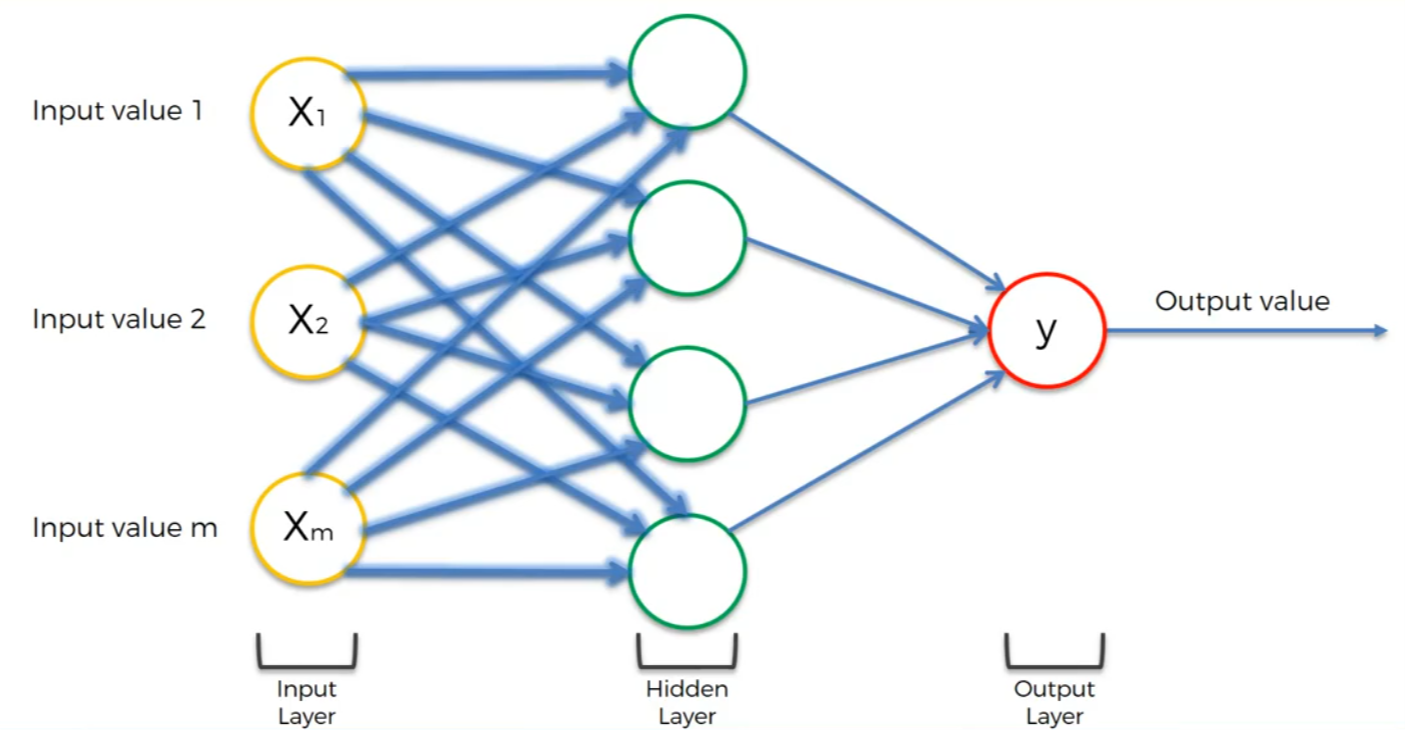 Input value 1
X₁
Input value 2
X₂
Input value m
Xₘ
y
Output value
Input
Layer
Hidden
Layer
Output
Layer